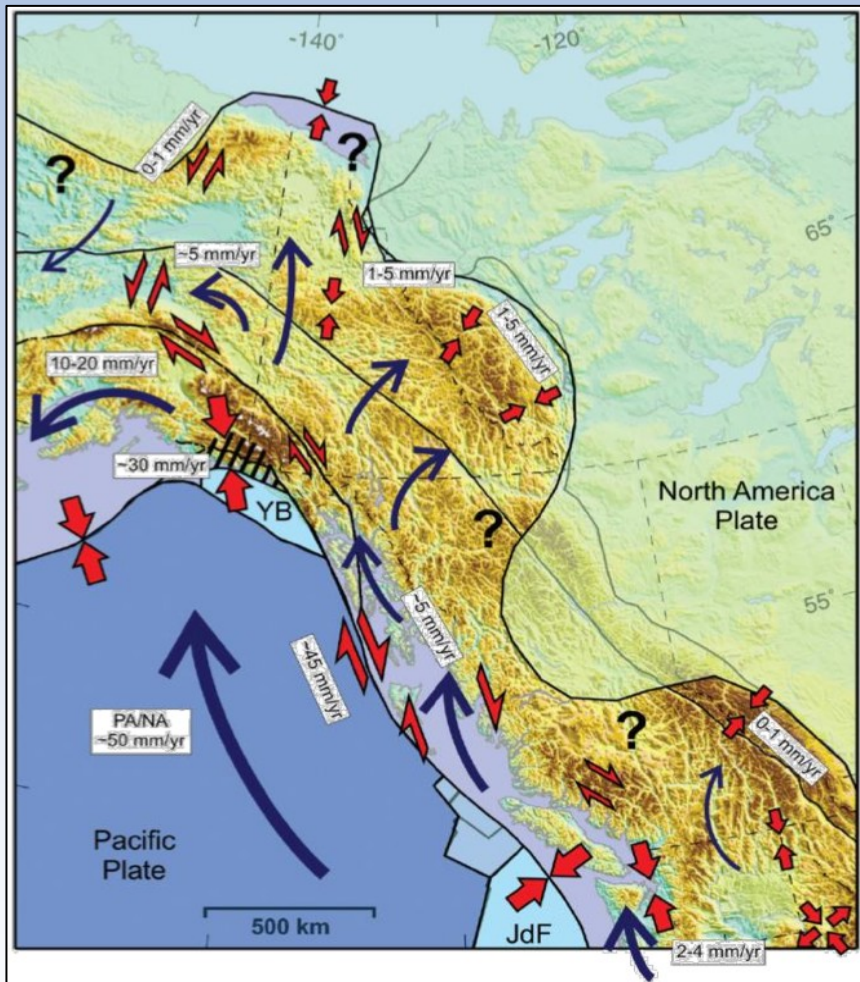 -140°
-120°
0-1 mm/yr
?
?
65°
~5 mm/yr
1-5 mm/yr
1-5 mm/yr
10-20 mm/yr
~30 mm/yr
YB
North America
Plate
?
55°
~5 mm/yr
~45 mm/yr
PA/NA
~50 mm/yr
?
0-1 mm/yr
Pacific
Plate
500 km
JdF
2-4 mm/yr